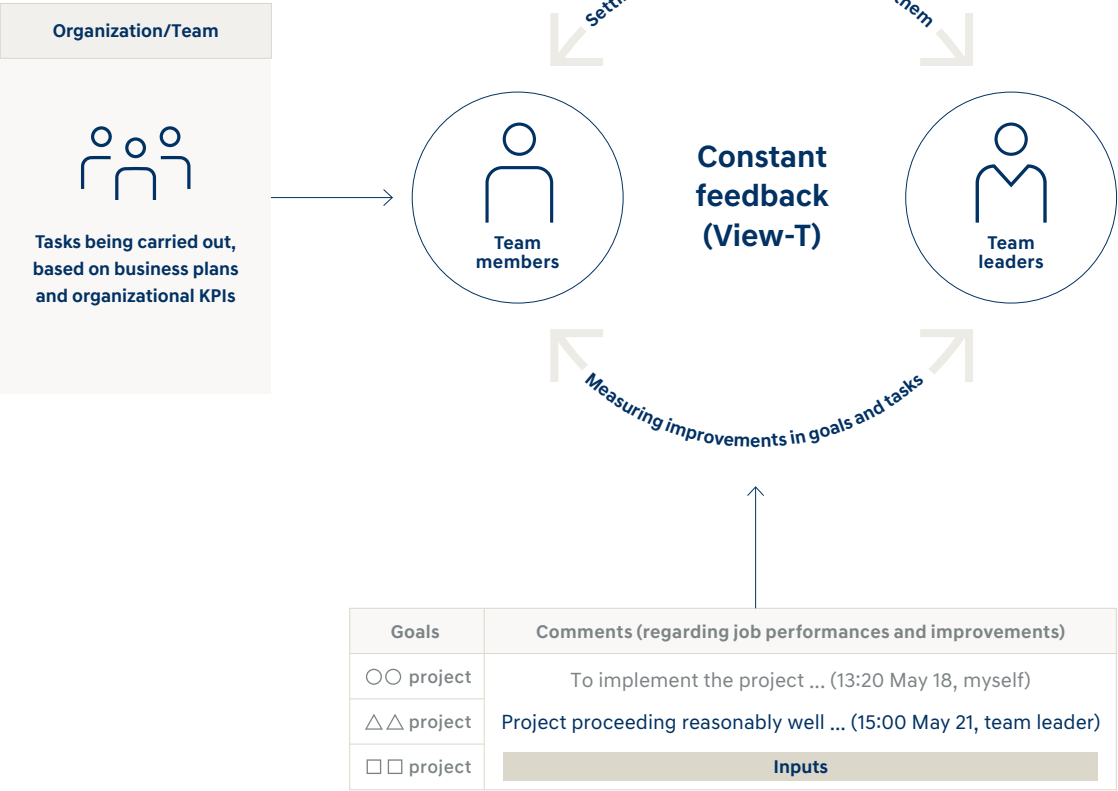 Organization/Team
them
Tasks being carried out,
based on business plans
and organizational KPIs
Team
members
Constant
feedback
(View-T)
Team
leaders
Measuring improvements in goals and tasks
Goals
Comments (regarding job performances and improvements)
○○ project
To implement the project ... (13:20 May 18, myself)
△△ project
Project proceeding reasonably well ... (15:00 May 21, team leader)
□□ project
Inputs